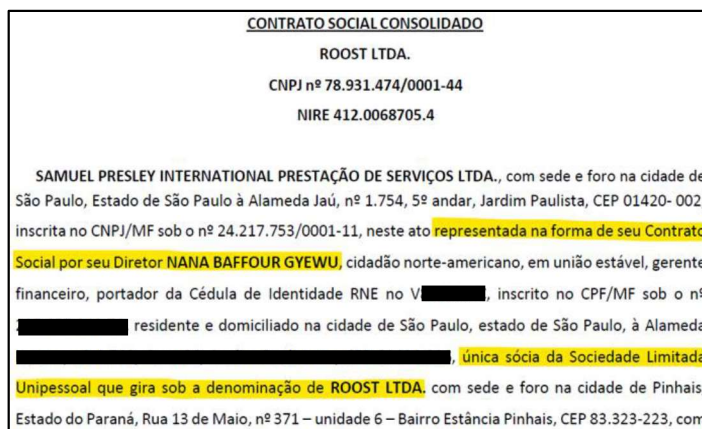 CONTRATO SOCIAL CONSOLIDADO
ROOST LTDA.
CNPJ nº 78.931.474/0001-44
NIRE 412.0068705.4
SAMUEL PRESLEY INTERNATIONAL PRESTAÇÃO DE SERVIÇOS LTDA., com sede e foro na cidade de
São Paulo, Estado de São Paulo à Alameda Jaú, nº 1.754, 5º andar, Jardim Paulista, CEP 01420- 002
inscrita no CNPJ/MF sob o nº 24.217.753/0001-11, neste ato representada na forma de seu Contrato
Social por seu Diretor NANA BAFFOUR GYEWU, cidadão norte-americano, em união estável, gerente
financeiro, portador da Cédula de Identidade RNE no V, inscrito no CPF/MF sob o nº
residente e domiciliado na cidade de São Paulo, estado de São Paulo, à Alameda
, única sócia da Sociedade Limitada
Unipessoal que gira sob a denominação de ROOST LTDA. com sede e foro na cidade de Pinhais
Estado do Paraná, Rua 13 de Maio, nº 371 – unidade 6 – Bairro Estância Pinhais, CEP 83.323-223, com